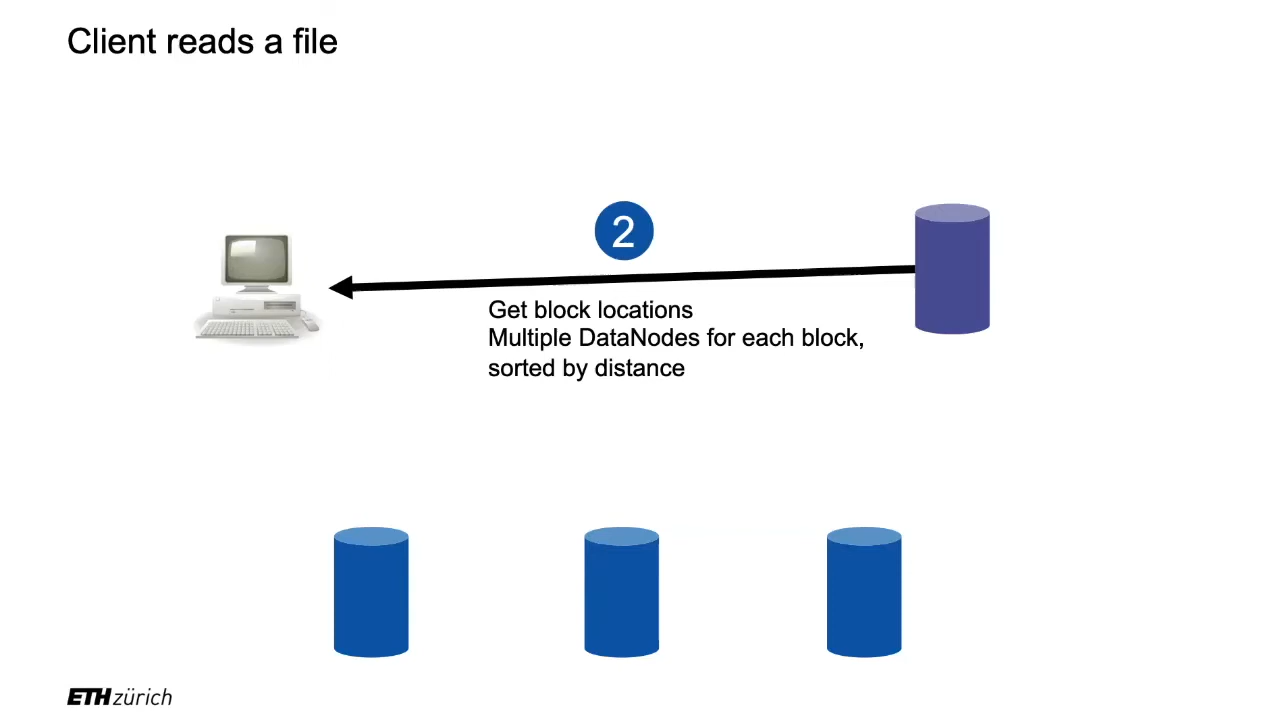 Client reads a file
2
Get block locations
Multiple DataNodes for each block,
sorted by distance
ETH zürich